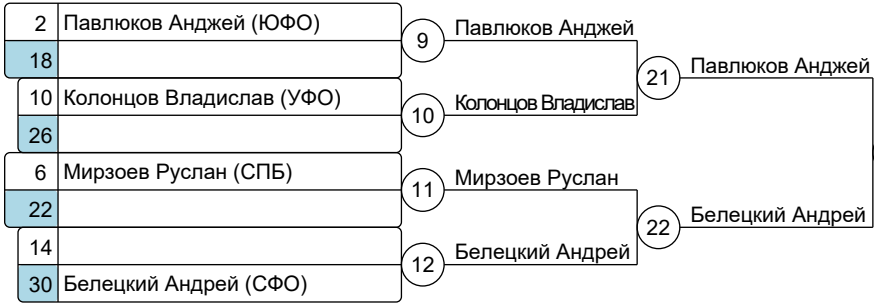 2 Павлюков Анджей (ЮФО)
18
9 Павлюков Анджей
10 Колонцов Владислав (УФО)
26
10 Колонцов Владислав
21 Павлюков Анджей
6 Мирзоев Руслан (СПБ)
22
11 Мирзоев Руслан
14
30 Белецкий Андрей (СФО)
12 Белецкий Андрей
22 Белецкий Андрей